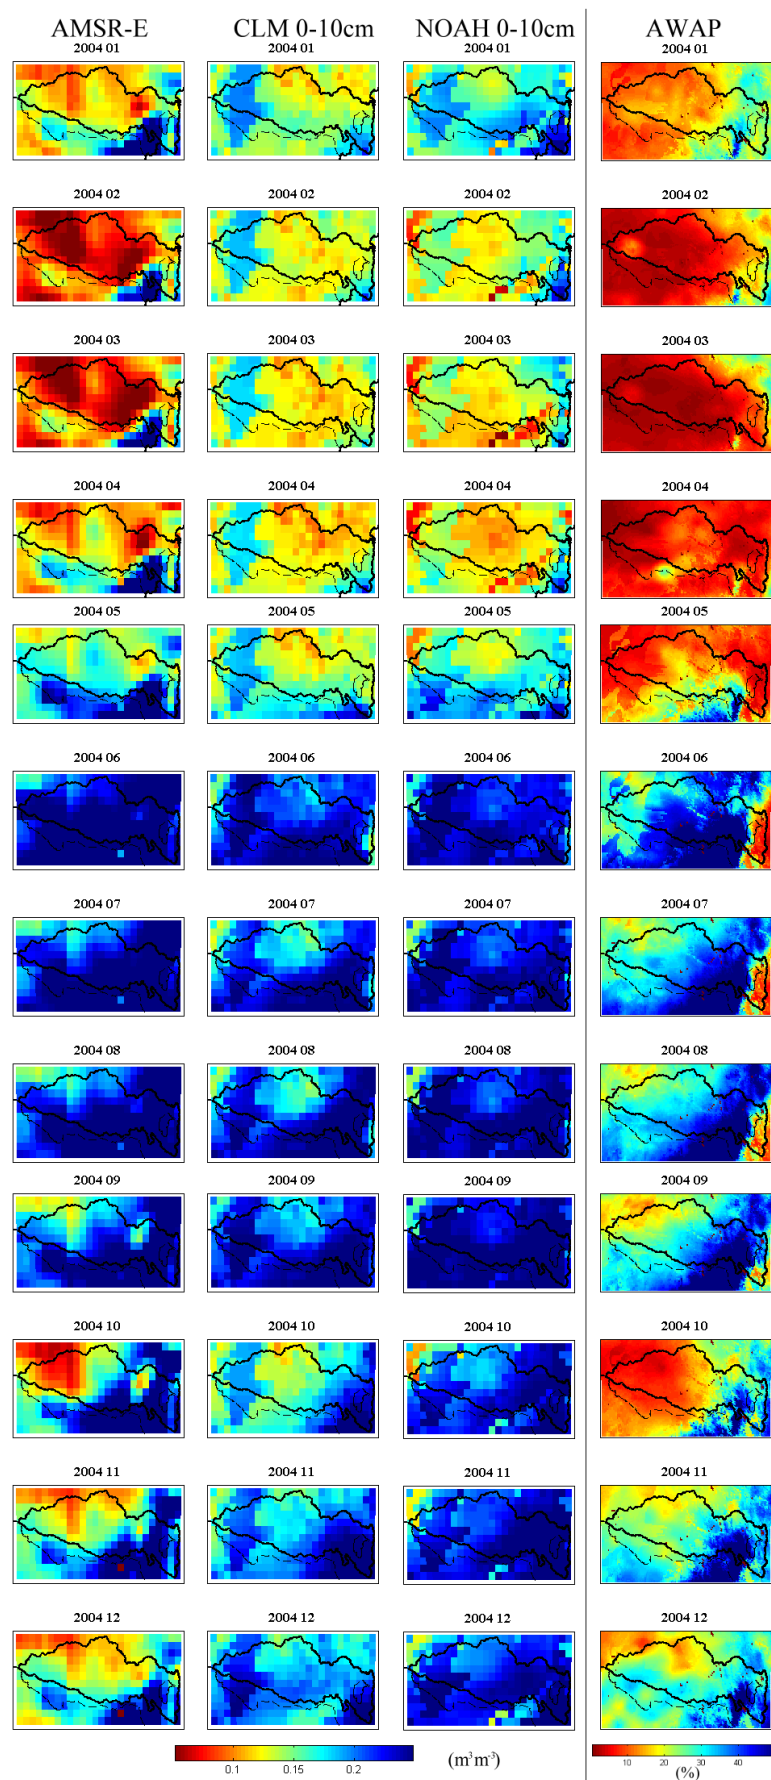 AMSR-E CLM 0-10cm NOAH 0-10cm AWAP
2004 01 2004 01 2004 01 2004 01
2004 02 2004 02 2004 02 2004 02
2004 03 2004 03 2004 03 2004 03
2004 04 2004 04 2004 04 2004 04
2004 05 2004 05 2004 05 2004 05
2004 06 2004 06 2004 06 2004 06
2004 07 2004 07 2004 07 2004 07
2004 08 2004 08 2004 08 2004 08
2004 09 2004 09 2004 09 2004 09
2004 10 2004 10 2004 10 2004 10
2004 11 2004 11 2004 11 2004 11
2004 12 2004 12 2004 12 2004 12
0.1 0.15 0.2 (m³m⁻³) 10 20 30 40
(%)